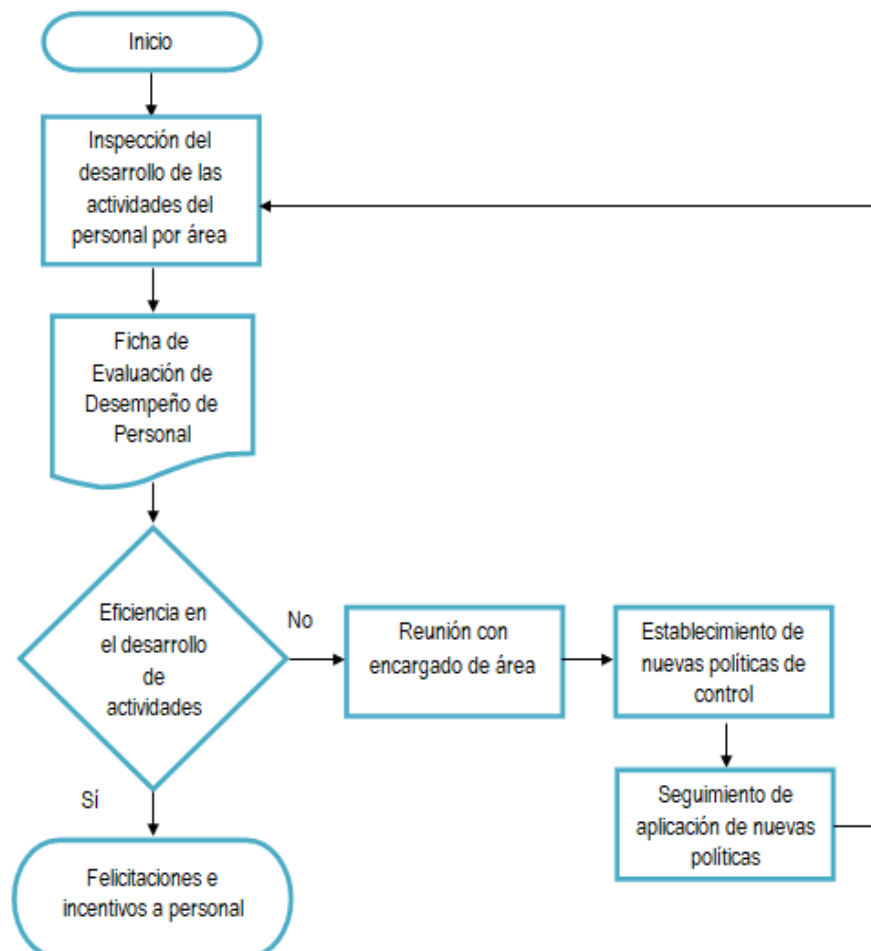 Inicio
Inspección del
desarrollo de las
actividades del
personal por área
Ficha de
Evaluación de
Desempeño de
Personal
Eficiencia en
el desarrollo
de
actividades
No
Reunión con
encargado de área
Establecimiento de
nuevas políticas de
control
Seguimiento de
aplicación de nuevas
políticas
Sí
Felicitaciones e
incentivos a personal